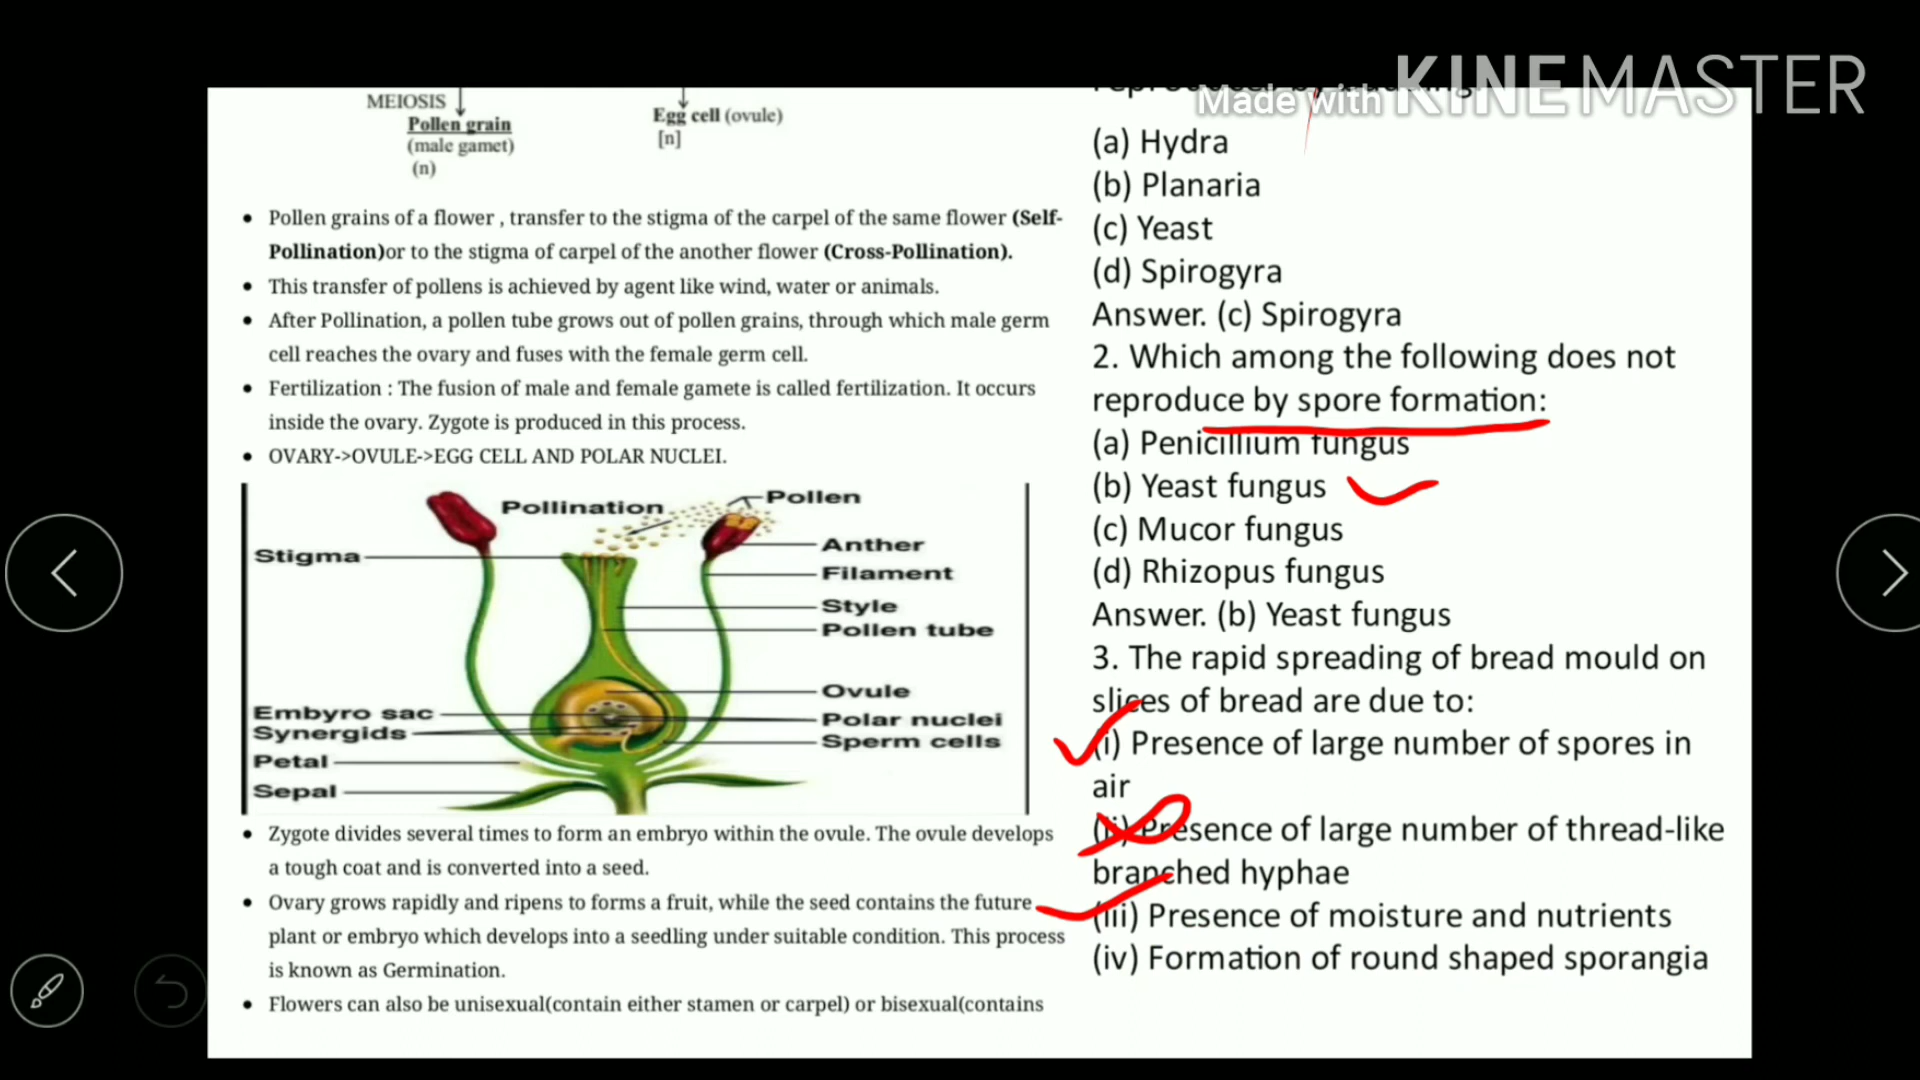 Made with KINEMASTER
MEIOSIS
Pollen grain
(male gamet)
(n)
Egg cell (ovule)
[n]
• Pollen grains of a flower , transfer to the stigma of the carpel of the same flower (Self-
Pollination)or to the stigma of carpel of the another flower (Cross-Pollination).
• This transfer of pollens is achieved by agent like wind, water or animals.
• After Pollination, a pollen tube grows out of pollen grains, through which male germ
cell reaches the ovary and fuses with the female germ cell.
• Fertilization : The fusion of male and female gamete is called fertilization. It occurs
inside the ovary. Zygote is produced in this process.
• OVARY->OVULE->EGG CELL AND POLAR NUCLEI.
Pollination
Pollen
Stigma
Anther
Filament
Style
Pollen tube
Ovule
Embyro sac
Polar nuclei
Synergids
Sperm cells
Petal
Sepal
• Zygote divides several times to form an embryo within the ovule. The ovule develops
a tough coat and is converted into a seed.
• Ovary grows rapidly and ripens to forms a fruit, while the seed contains the future
plant or embryo which develops into a seedling under suitable condition. This process
is known as Germination.
• Flowers can also be unisexual(contain either stamen or carpel) or bisexual(contains
(a) Hydra
(b) Planaria
(c) Yeast
(d) Spirogyra
Answer. (c) Spirogyra
2. Which among the following does not
reproduce by spore formation:
(a) Penicillium fungus
(b) Yeast fungus
(c) Mucor fungus
(d) Rhizopus fungus
Answer. (b) Yeast fungus
3. The rapid spreading of bread mould on
slices of bread are due to:
(i) Presence of large number of spores in
air
(ii) Presence of large number of thread-like
branched hyphae
(iii) Presence of moisture and nutrients
(iv) Formation of round shaped sporangia